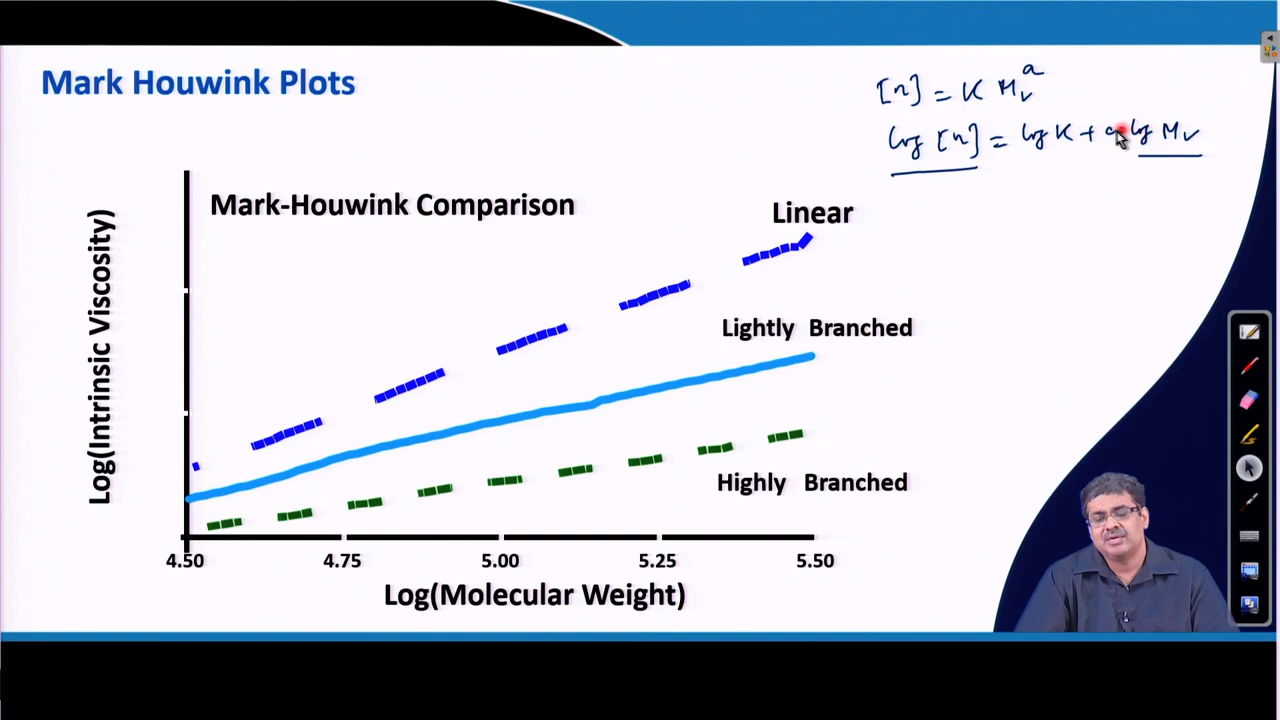 Mark Houwink Plots
[η] = K Mv^a
log [η] = log K + a log Mv
Mark-Houwink Comparison
Linear
Lightly Branched
Highly Branched
Log(Intrinsic Viscosity)
4.50 4.75 5.00 5.25 5.50
Log(Molecular Weight)